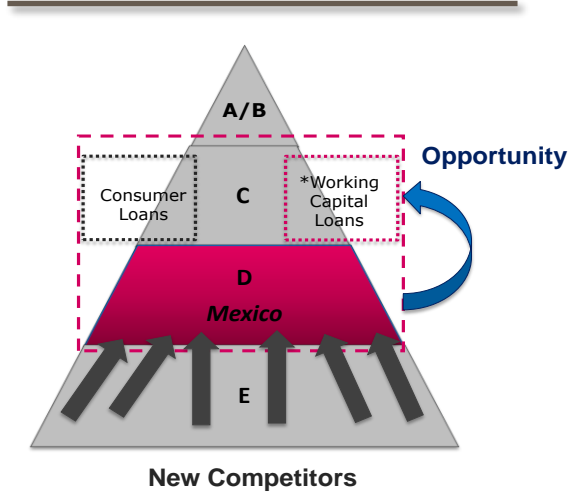 A/B
Opportunity
Consumer
Loans
C
*Working
Capital
Loans
D
Mexico
E
New Competitors